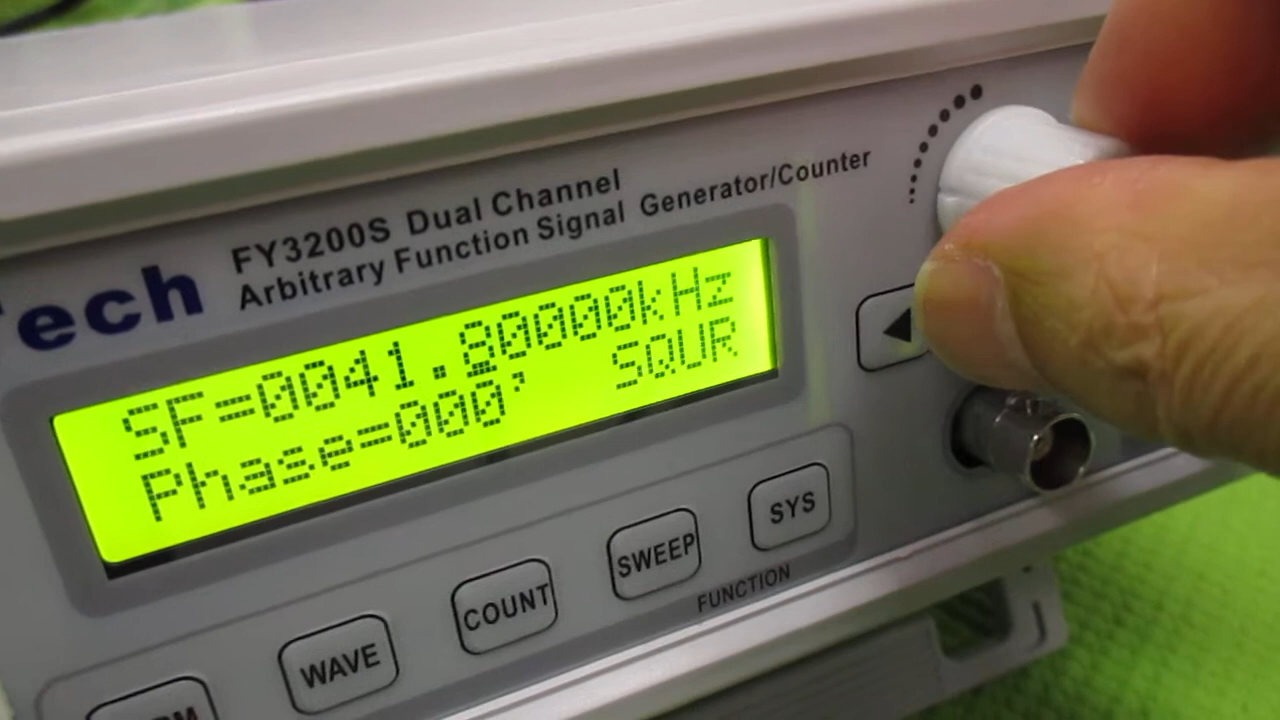 FY3200S Dual Channel
Arbitrary Function Signal Generator/Counter
Tech
SF=0041.80000kHz
Phase=000' SQUR
WAVE
COUNT
SWEEP
SYS
FUNCTION